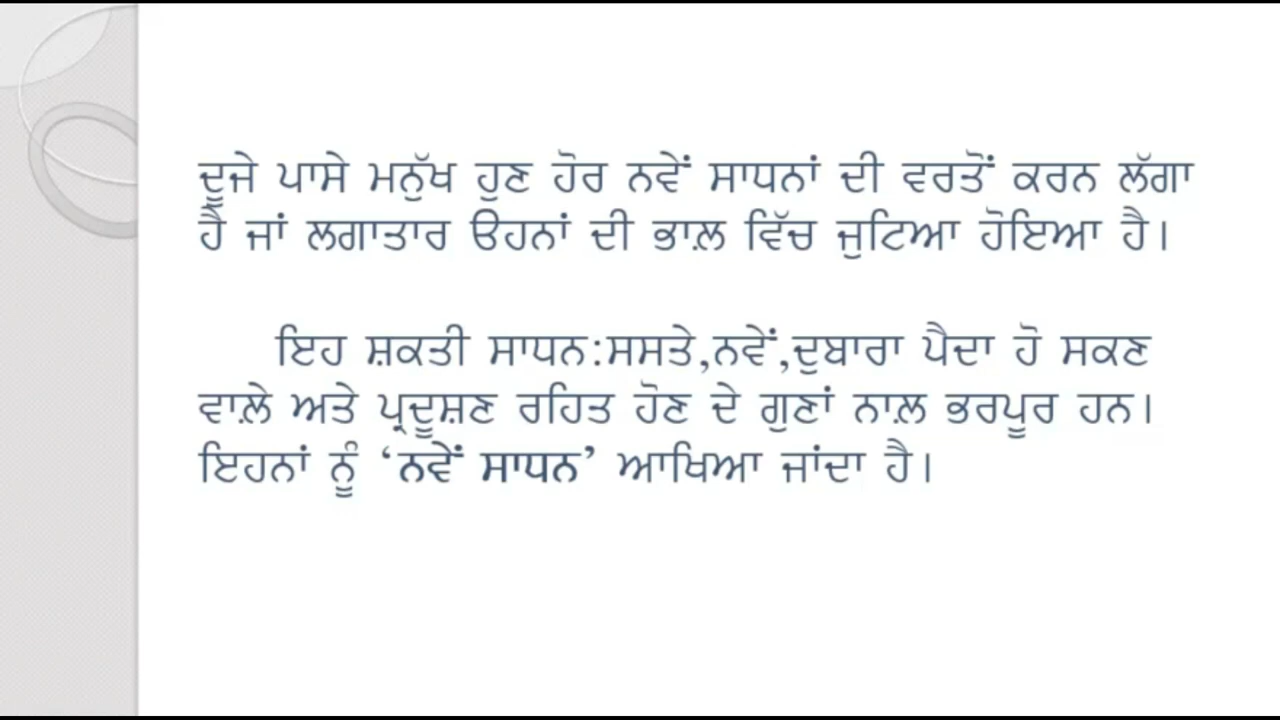 ਦੂਜੇ ਪਾਸੇ ਮਨੁੱਖ ਹੁਣ ਹੋਰ ਨਵੇਂ ਸਾਧਨਾਂ ਦੀ ਵਰਤੋਂ ਕਰਨ ਲੱਗਾ
ਹੈ ਜਾਂ ਲਗਾਤਾਰ ਓਹਨਾਂ ਦੀ ਭਾਲ਼ ਵਿੱਚ ਜੁਟਿਆ ਹੋਇਆ ਹੈ।
ਇਹ ਸ਼ਕਤੀ ਸਾਧਨ:ਸਸਤੇ,ਨਵੇਂ,ਦੁਬਾਰਾ ਪੈਦਾ ਹੋ ਸਕਣ
ਵਾਲ਼ੇ ਅਤੇ ਪ੍ਰਦੂਸ਼ਣ ਰਹਿਤ ਹੋਣ ਦੇ ਗੁਣਾਂ ਨਾਲ਼ ਭਰਪੂਰ ਹਨ।
ਇਹਨਾਂ ਨੂੰ ‘ਨਵੇਂ ਸਾਧਨ’ ਆਖਿਆ ਜਾਂਦਾ ਹੈ।